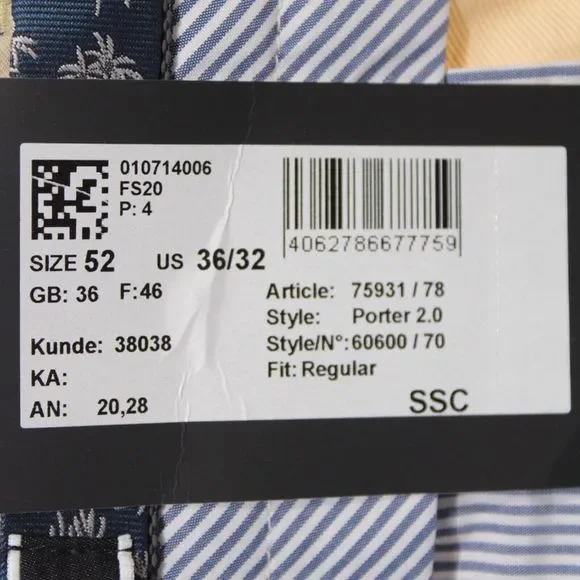 010714006
FS20
P: 4
4062786677759
SIZE 52 US 36/32
GB: 36 F:46
Article: 75931 / 78
Style: Porter 2.0
Kunde: 38038
Style/N°:60600 / 70
KA:
Fit: Regular
AN: 20,28
SSC